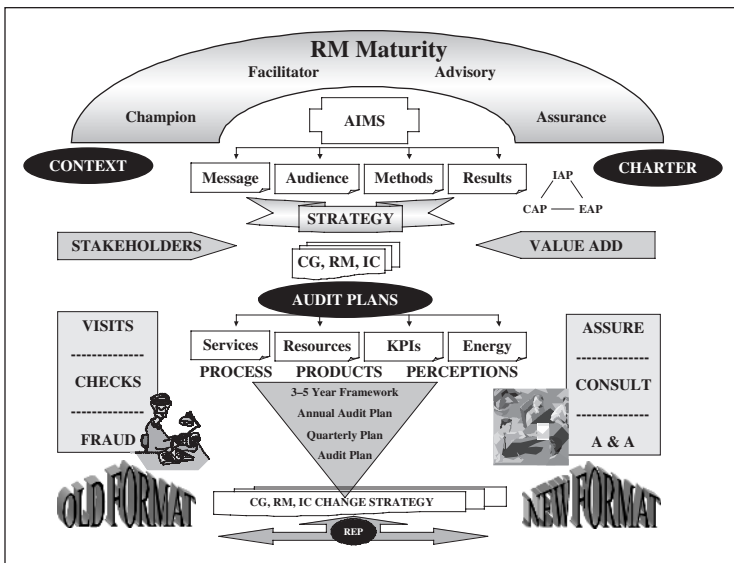 RM Maturity
Facilitator Advisory
Champion Assurance
AIMS
CONTEXT CHARTER
Message Audience Methods Results
IAP
CAP EAP
STRATEGY
STAKEHOLDERS VALUE ADD
CG, RM, IC
AUDIT PLANS
VISITS
CHECKS
FRAUD
Services Resources KPIs Energy
PROCESS PRODUCTS PERCEPTIONS
3–5 Year Framework
Annual Audit Plan
Quarterly Plan
Audit Plan
ASSURE
CONSULT
A & A
OLD FORMAT
CG, RM, IC CHANGE STRATEGY
NEW FORMAT
REP